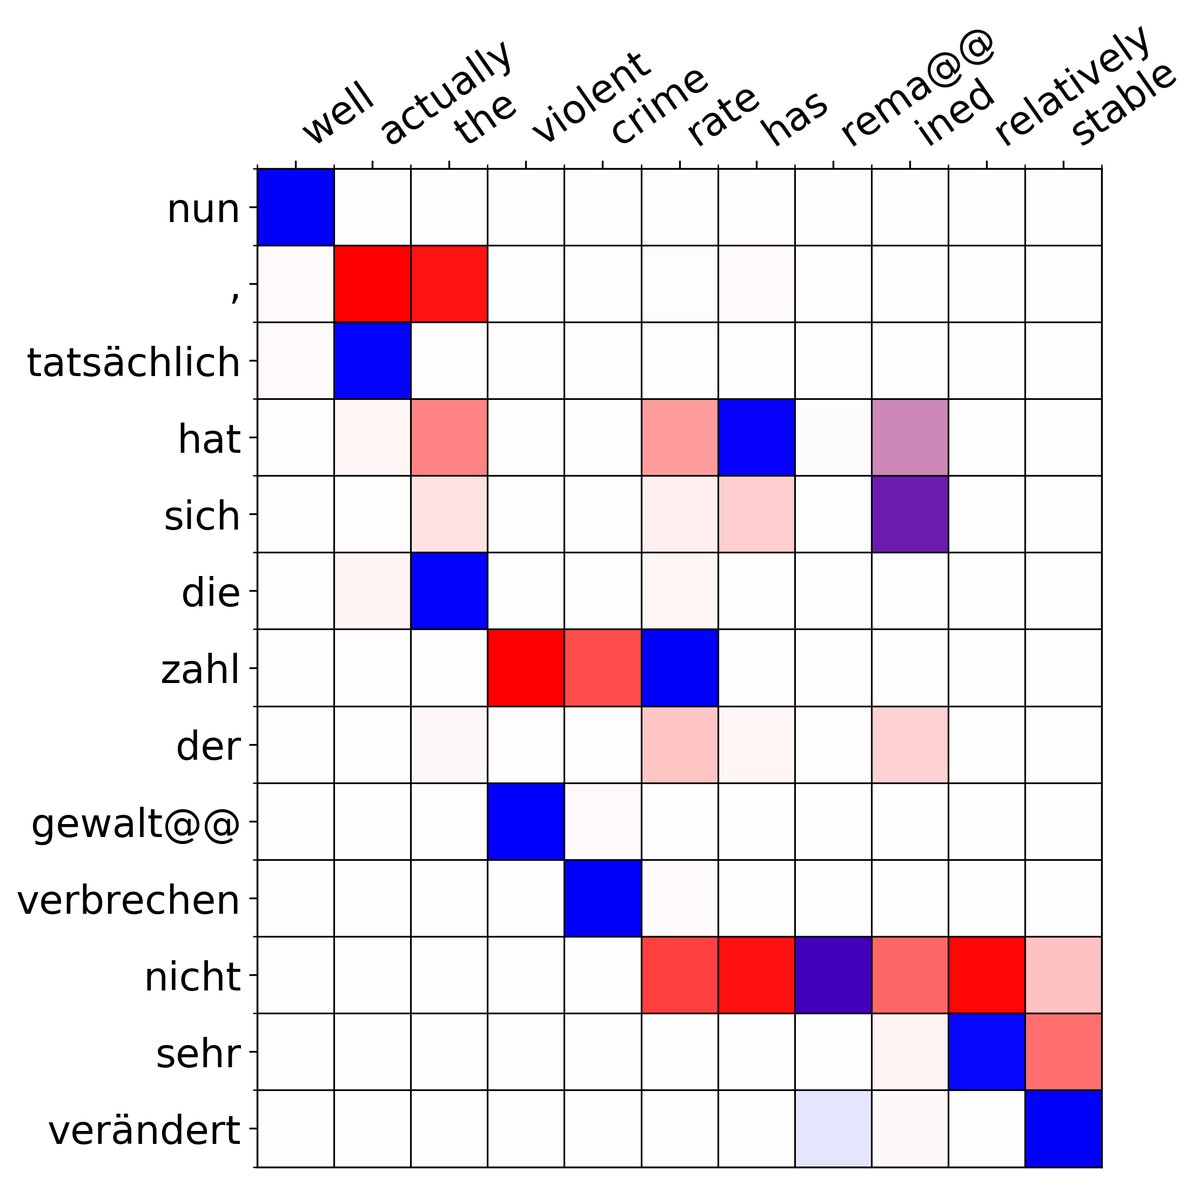 well
actually
the
violent
crime
rate
has
rema@@
ined
relatively
stable
nun
,
tatsächlich
hat
sich
die
zahl
der
gewalt@@
verbrechen
nicht
sehr
verändert